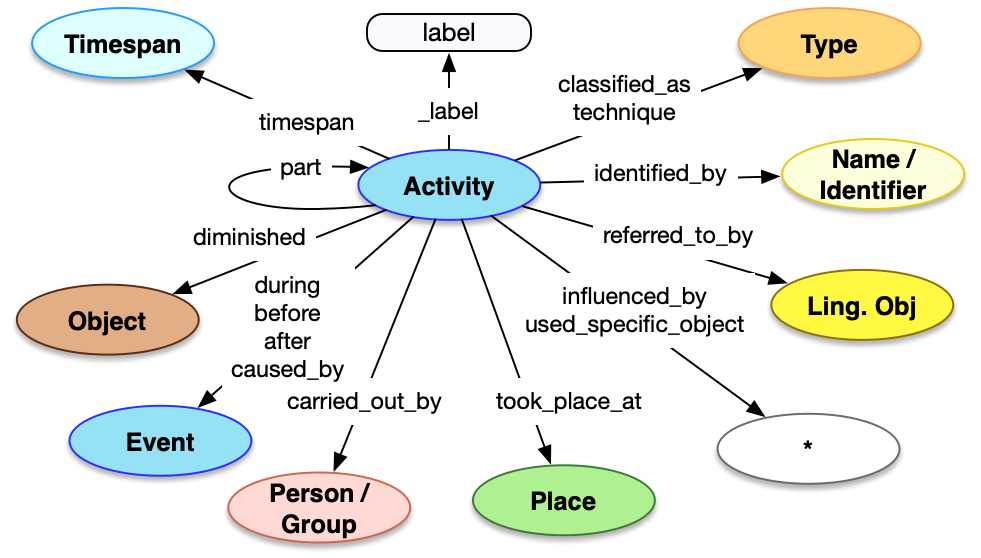 Timespan
label
Type
_label
classified_as
technique
timespan
part
Activity
identified_by
Name /
Identifier
diminished
referred_to_by
Object
during
before
after
caused_by
influenced_by
used_specific_object
Ling. Obj
carried_out_by
took_place_at
Event
*
Person /
Group
Place